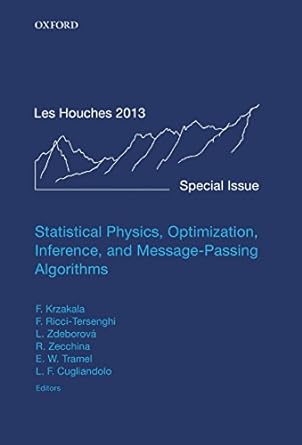 OXFORD
Les Houches 2013
Special Issue
Statistical Physics, Optimization,
Inference, and Message-Passing
Algorithms
F. Krzakala
F. Ricci-Tersenghi
L. Zdeborová
R. Zecchina
E. W. Tramel
L. F. Cugliandolo
Editors